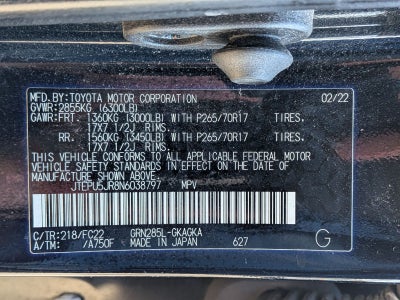 MFD.BY:TOYOTA MOTOR CORPORATION 02/22
GVWR:2855KG (6300LB)
GAWR:FRT. 1360KG (3000LB) WITH P265/70R17 TIRES.
17X7 1/2J RIMS.
RR. 1560KG (3450LB) WITH P265/70R17 TIRES.
17X7 1/2J RIMS.
THIS VEHICLE CONFORMS TO ALL APPLICABLE FEDERAL MOTOR
VEHICLE SAFETY STANDARDS IN EFFECT ON THE DATE OF
MANUFACTURE SHOWN ABOVE.
JTEPU5JR8N6038797 MPV
C/TR:218/FC22 GRN285L-GKAGKA
A/TM: /A750F MADE IN JAPAN 627 G